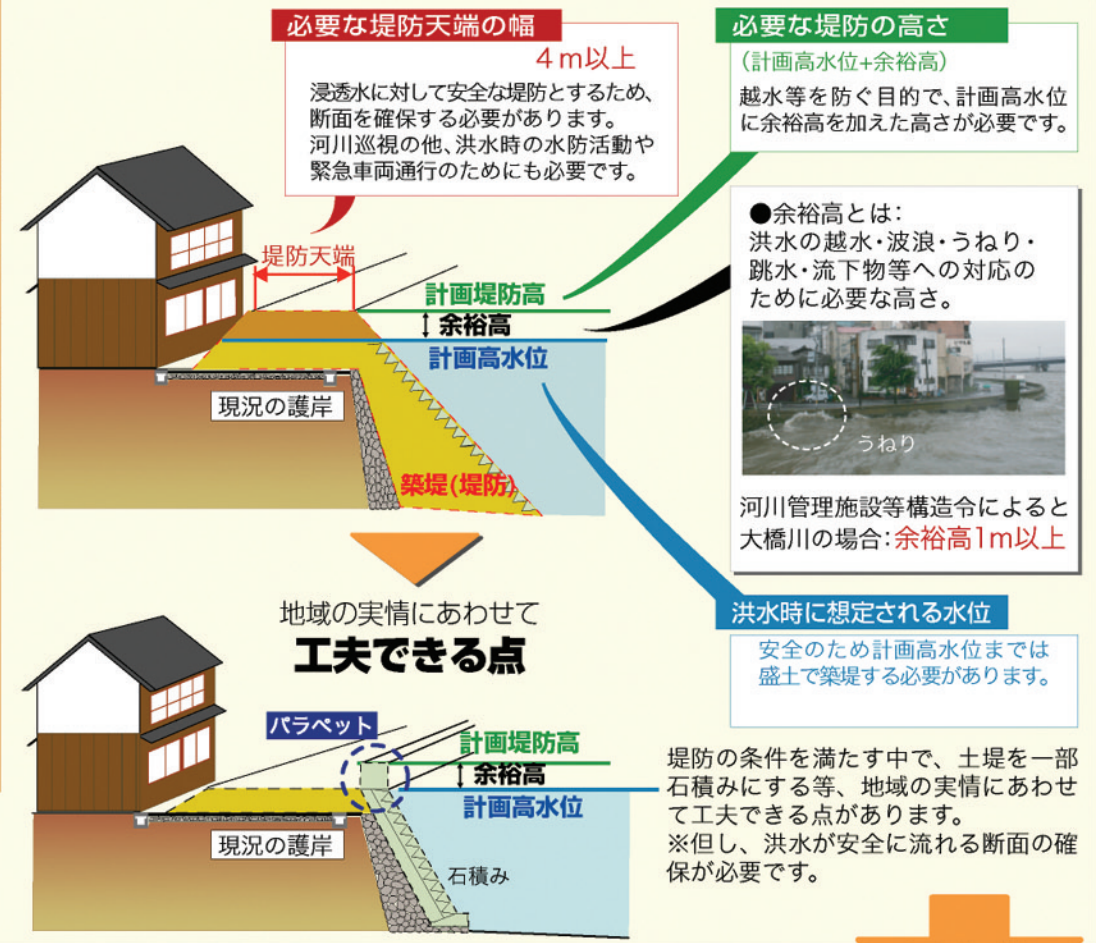 必要な堤防天端の幅
4m以上
浸透水に対して安全な堤防とするため、
断面を確保する必要があります。
河川巡視の他、洪水時の水防活動や
緊急車両通行のためにも必要です。
必要な堤防の高さ
(計画高水位+余裕高)
越水等を防ぐ目的で、計画高水位
に余裕高を加えた高さが必要です。
●余裕高とは:
洪水の越水・波浪・うねり・
跳水・流下物等への対応の
ために必要な高さ。
うねり
河川管理施設等構造令によると
大橋川の場合:余裕高1m以上
堤防天端
計画堤防高
余裕高
計画高水位
現況の護岸
築堤(堤防)
洪水時に想定される水位
安全のため計画高水位までは
盛土で築堤する必要があります。
地域の実情にあわせて
工夫できる点
パラペット
計画堤防高
余裕高
計画高水位
現況の護岸
石積み
堤防の条件を満たす中で、土堤を一部
石積みにする等、地域の実情にあわせ
て工夫できる点があります。
※但し、洪水が安全に流れる断面の確
保が必要です。